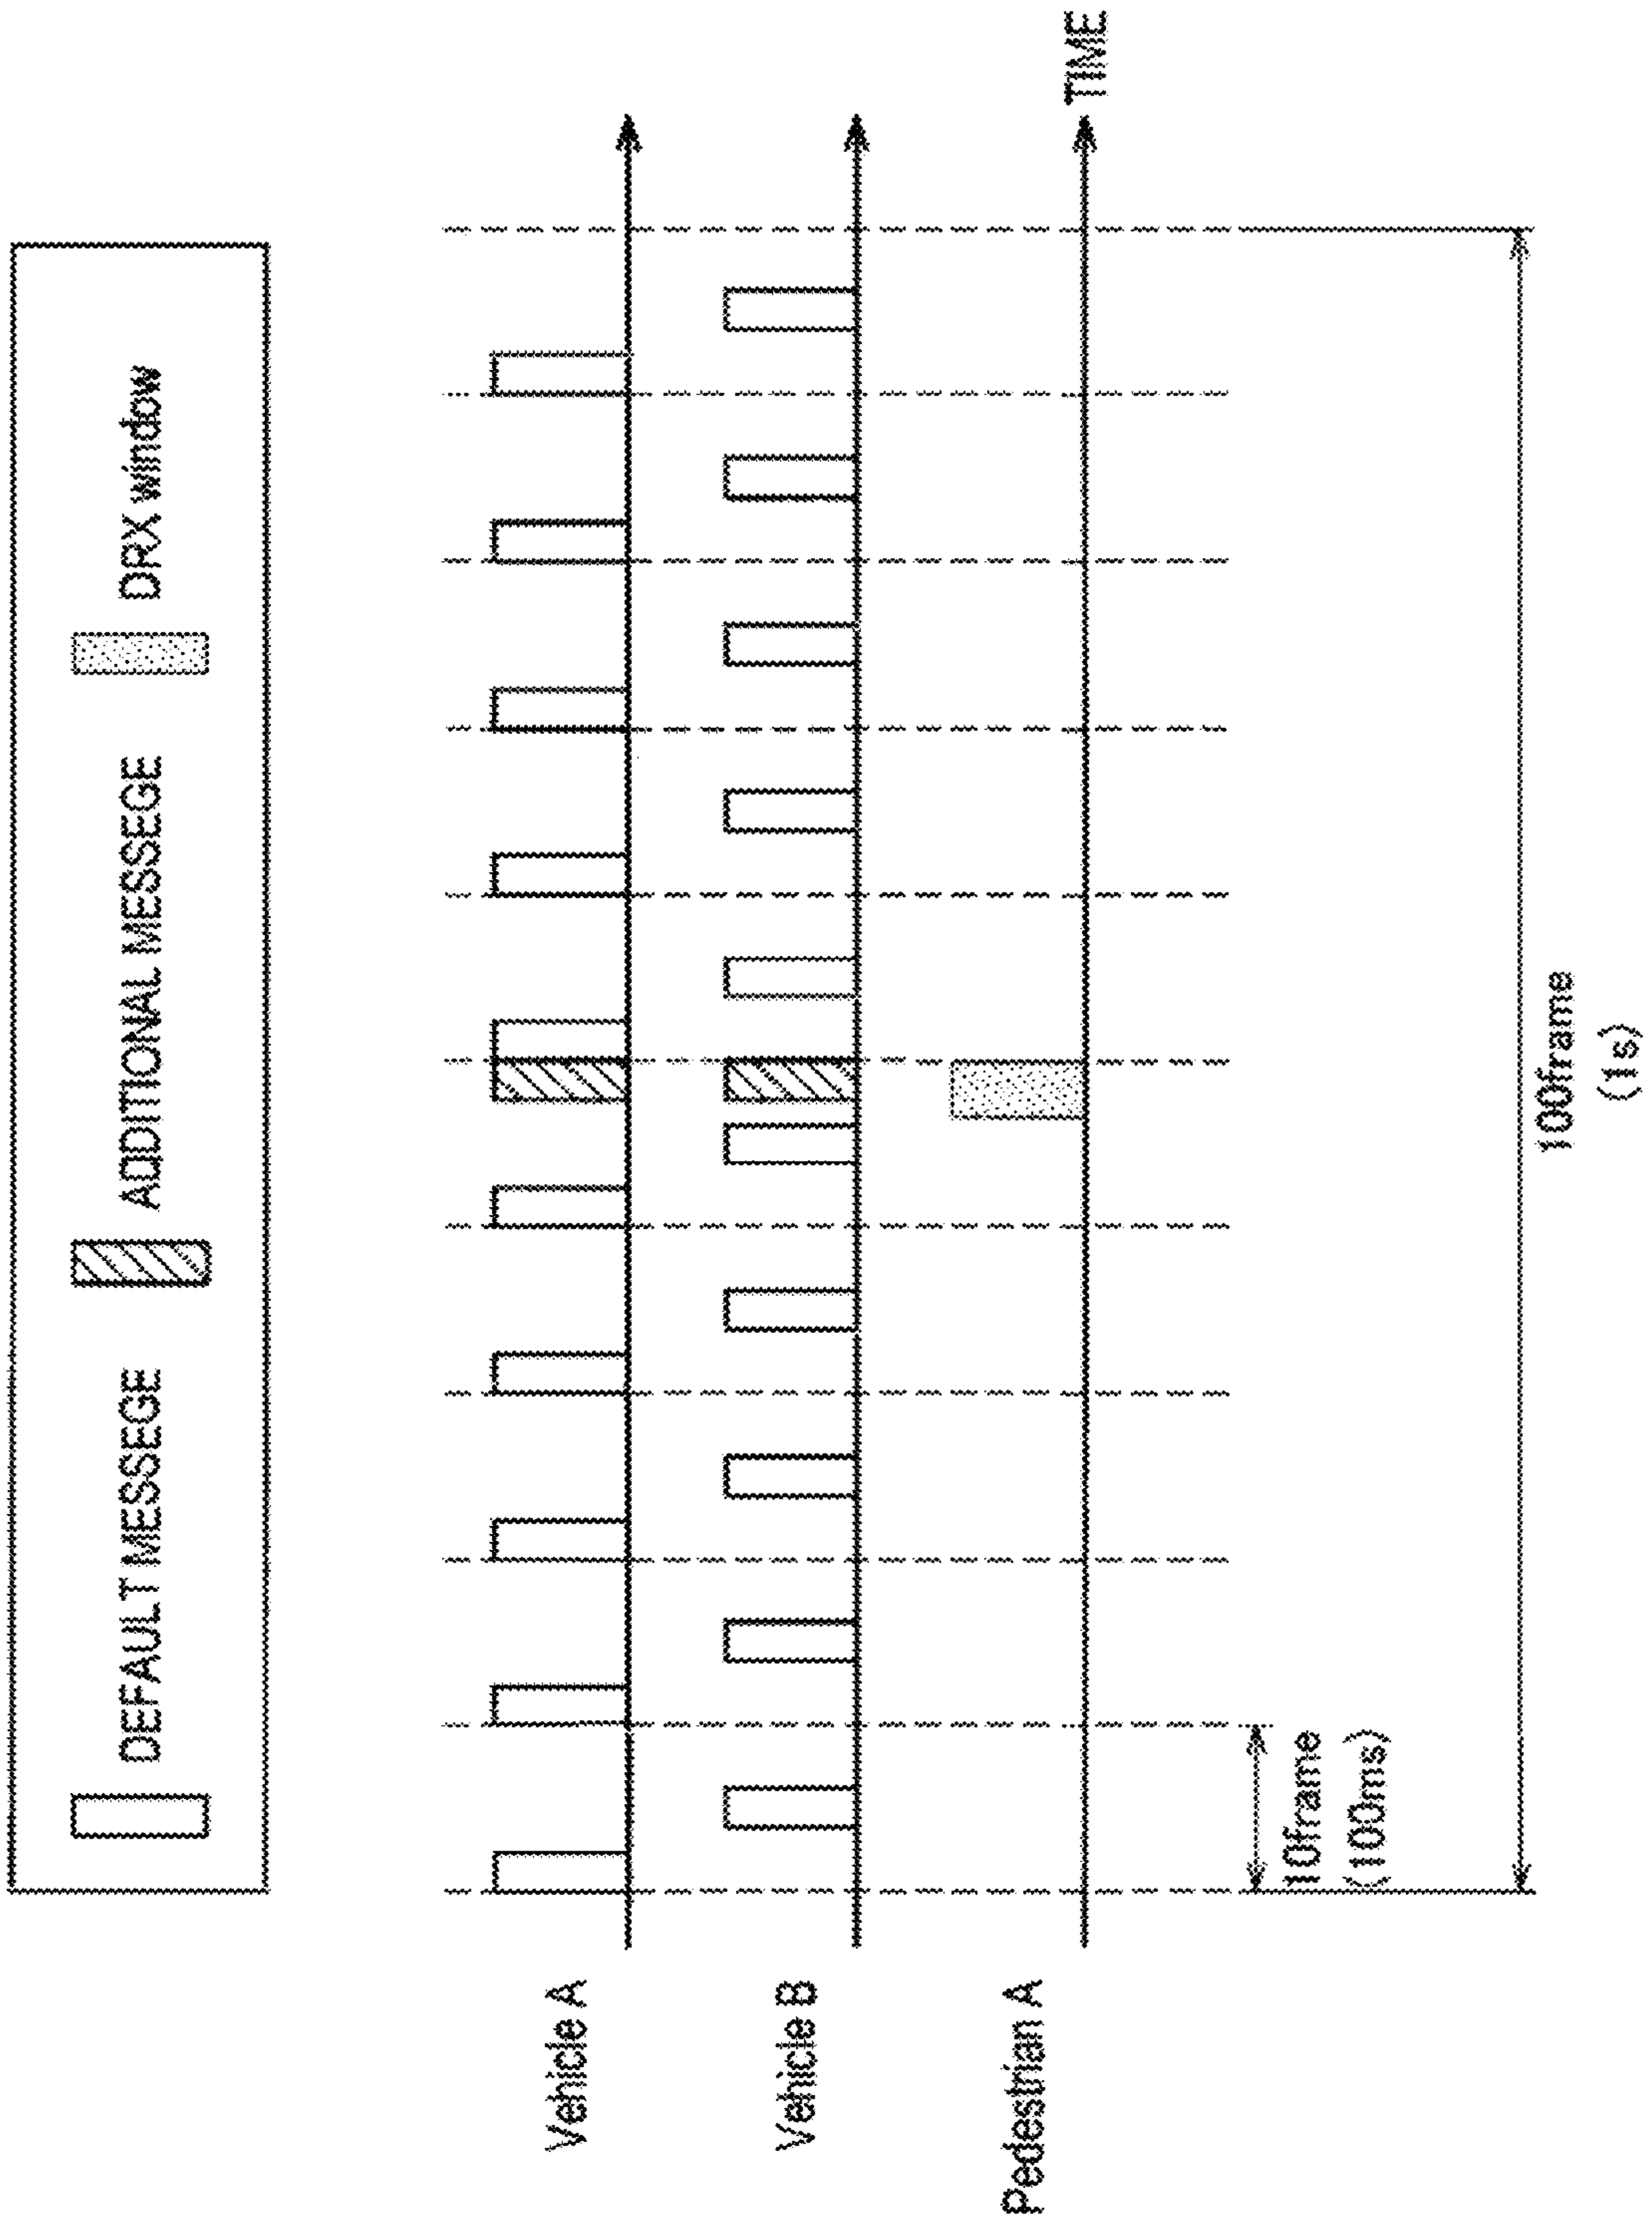 DEFAULT MESSEGE
ADDITIONAL MESSEGE
DRX window
Vehicle A
Vehicle B
Pedestrian A
TIME
10frame
(100ms)
100frame
(1s)